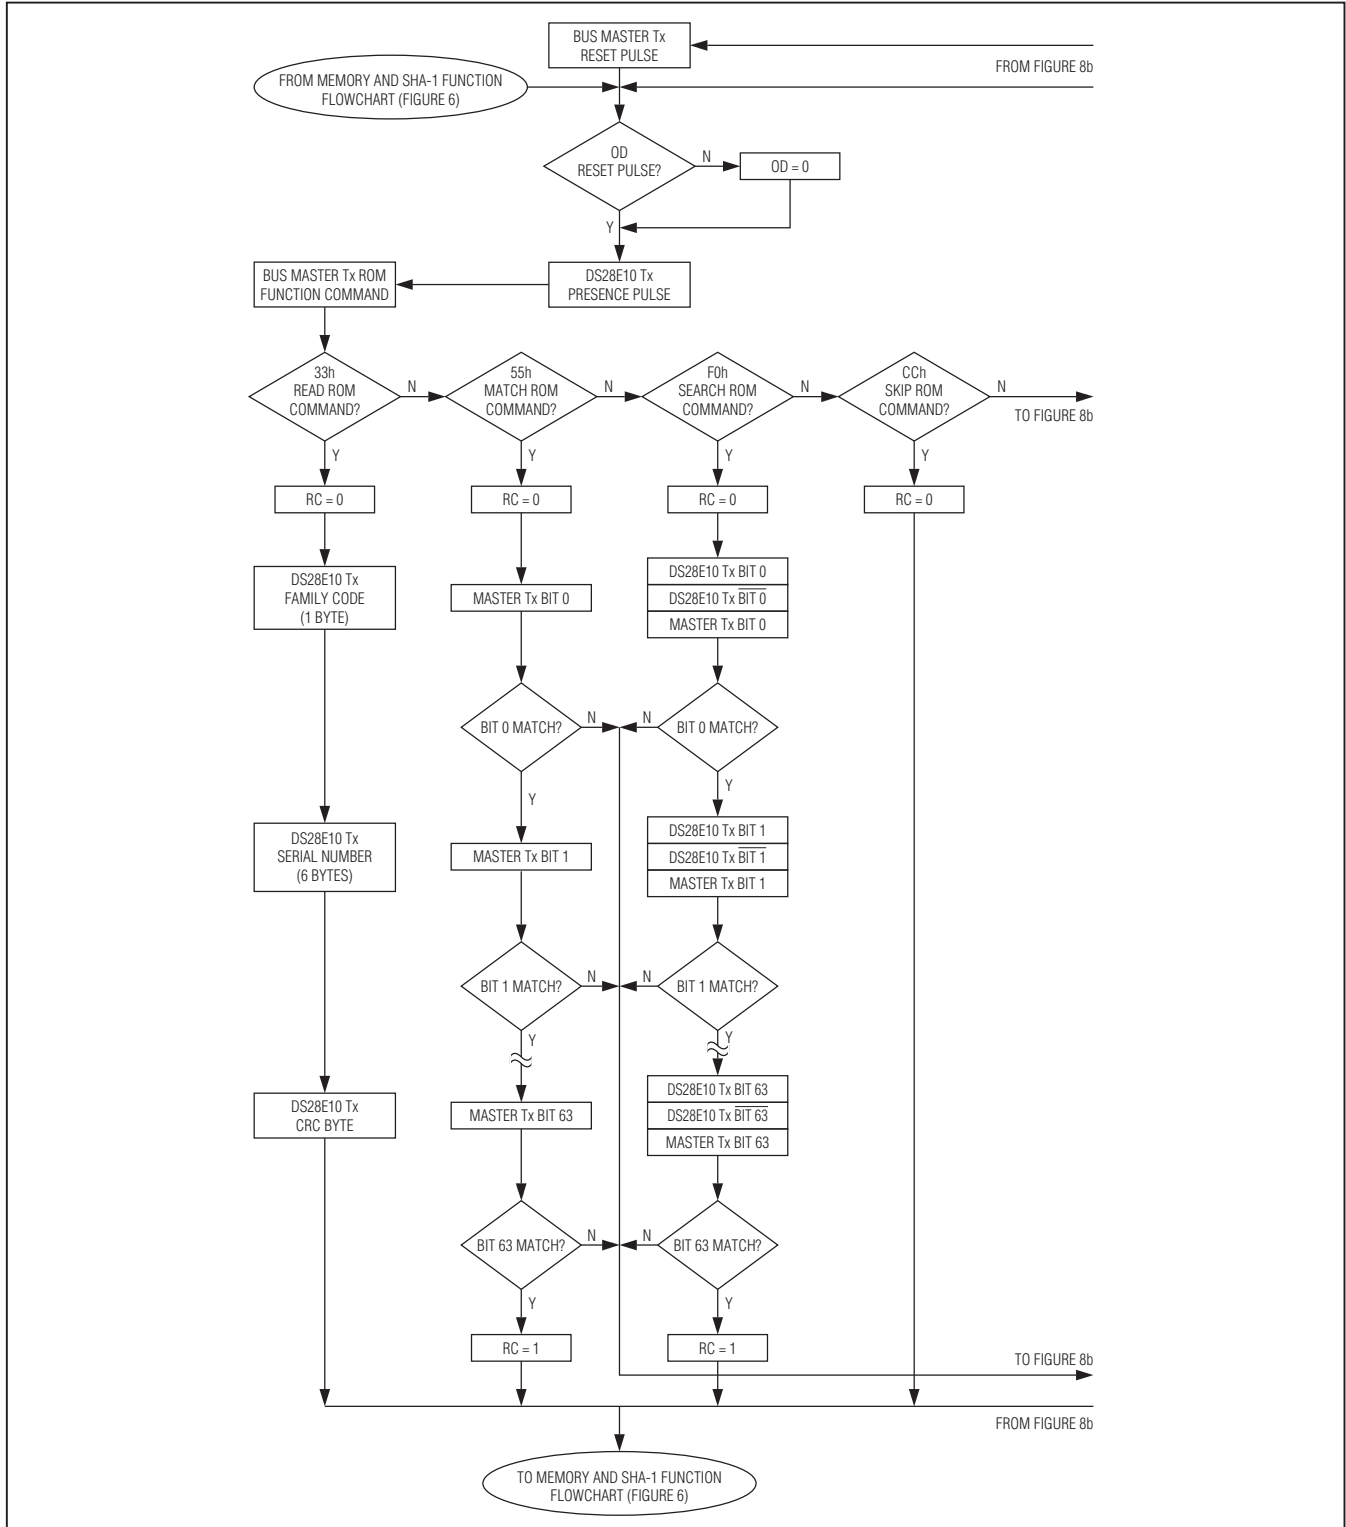 BUS MASTER Tx
RESET PULSE
FROM FIGURE 8b
FROM MEMORY AND SHA-1 FUNCTION
FLOWCHART (FIGURE 6)
OD
RESET PULSE?
N
OD = 0
Y
BUS MASTER Tx ROM
FUNCTION COMMAND
DS28E10 Tx
PRESENCE PULSE
33h
READ ROM
COMMAND?
N
55h
MATCH ROM
COMMAND?
N
F0h
SEARCH ROM
COMMAND?
N
CCh
SKIP ROM
COMMAND?
N
TO FIGURE 8b
Y
Y
Y
Y
RC = 0
RC = 0
RC = 0
RC = 0
DS28E10 Tx
FAMILY CODE
(1 BYTE)
MASTER Tx BIT 0
DS28E10 Tx BIT 0
DS28E10 Tx B̅I̅T̅ ̅0̅
MASTER Tx BIT 0
BIT 0 MATCH?
N
N
BIT 0 MATCH?
Y
Y
DS28E10 Tx
SERIAL NUMBER
(6 BYTES)
MASTER Tx BIT 1
DS28E10 Tx BIT 1
DS28E10 Tx B̅I̅T̅ ̅1̅
MASTER Tx BIT 1
BIT 1 MATCH?
N
N
BIT 1 MATCH?
Y
Y
DS28E10 Tx
CRC BYTE
MASTER Tx BIT 63
DS28E10 Tx BIT 63
DS28E10 Tx B̅I̅T̅ ̅6̅3̅
MASTER Tx BIT 63
BIT 63 MATCH?
N
N
BIT 63 MATCH?
Y
Y
RC = 1
RC = 1
TO FIGURE 8b
FROM FIGURE 8b
TO MEMORY AND SHA-1 FUNCTION
FLOWCHART (FIGURE 6)